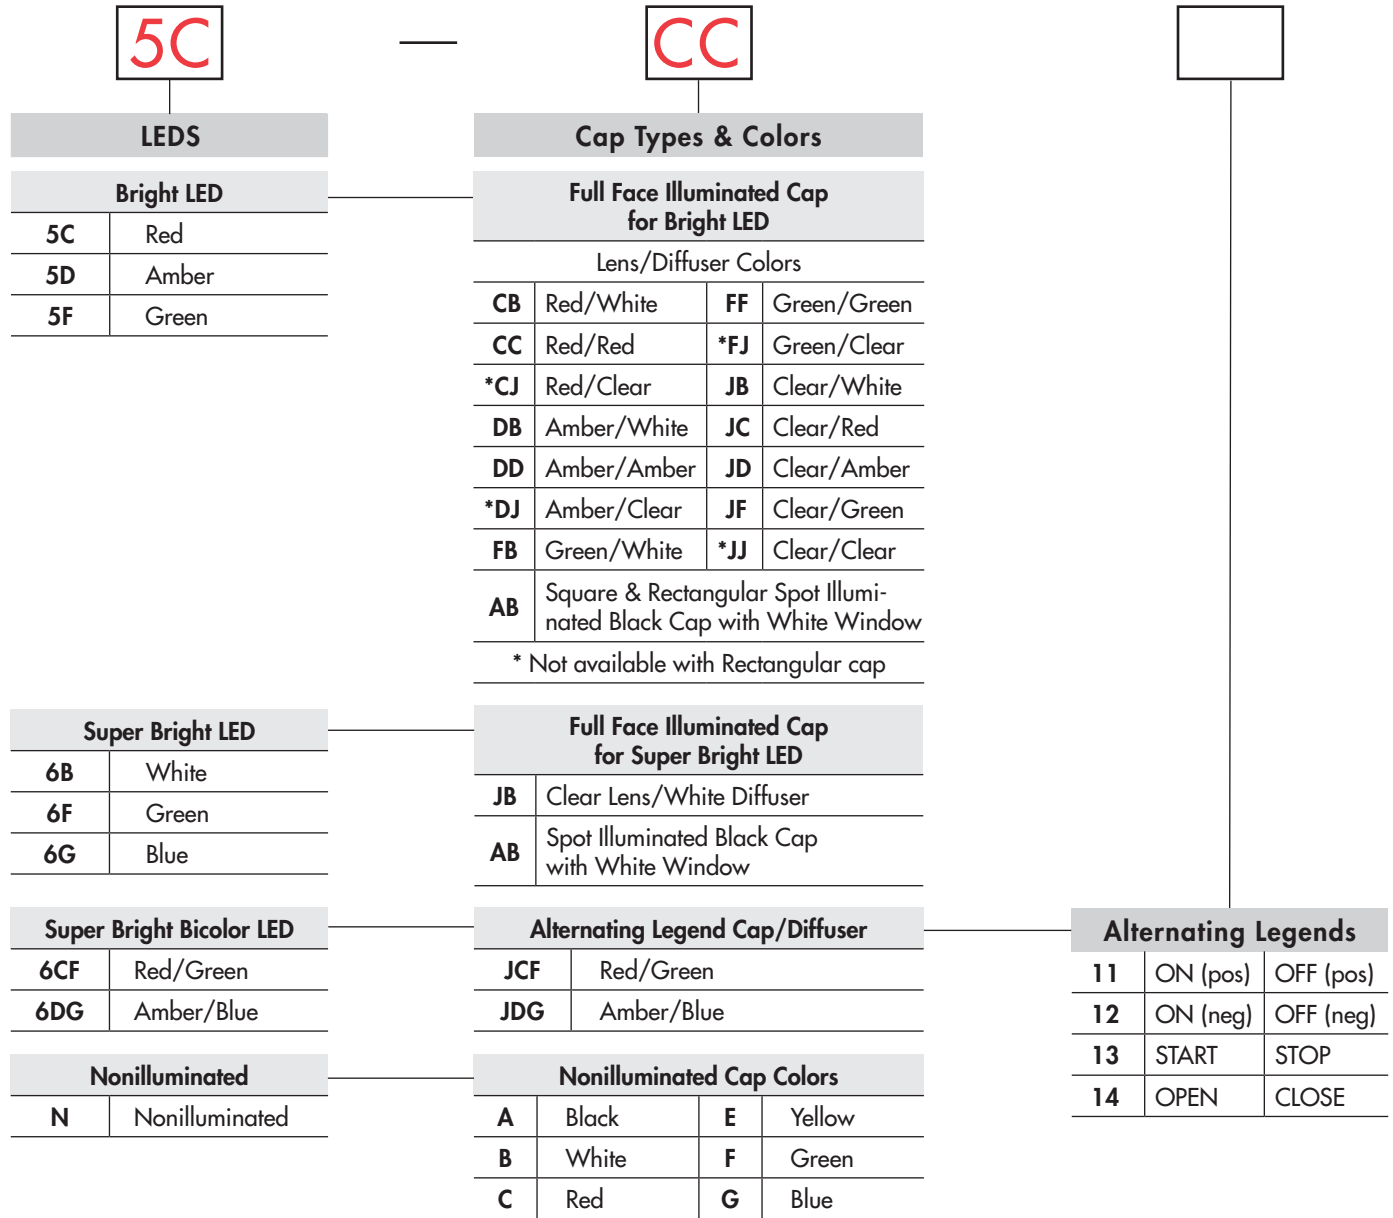 5C — CC
LEDS
Bright LED
5C Red
5D Amber
5F Green
Cap Types & Colors
Full Face Illuminated Cap
for Bright LED
Lens/Diffuser Colors
CB Red/White FF Green/Green
CC Red/Red *FJ Green/Clear
*CJ Red/Clear JB Clear/White
DB Amber/White JC Clear/Red
DD Amber/Amber JD Clear/Amber
*DJ Amber/Clear JF Clear/Green
FB Green/White *JJ Clear/Clear
AB Square & Rectangular Spot Illumi-
nated Black Cap with White Window
* Not available with Rectangular cap
Super Bright LED
6B White
6F Green
6G Blue
Full Face Illuminated Cap
for Super Bright LED
JB Clear Lens/White Diffuser
AB Spot Illuminated Black Cap
with White Window
Super Bright Bicolor LED
6CF Red/Green
6DG Amber/Blue
Alternating Legend Cap/Diffuser
JCF Red/Green
JDG Amber/Blue
Alternating Legends
11 ON (pos) OFF (pos)
12 ON (neg) OFF (neg)
13 START STOP
14 OPEN CLOSE
Nonilluminated
N Nonilluminated
Nonilluminated Cap Colors
A Black E Yellow
B White F Green
C Red G Blue